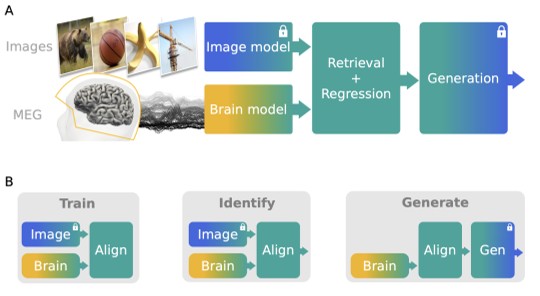 A
Images
Image model
MEG
Brain model
Retrieval
+
Regression
Generation
B
Train
Image
Brain
Align
Identify
Image
Brain
Align
Generate
Brain
Align
Gen